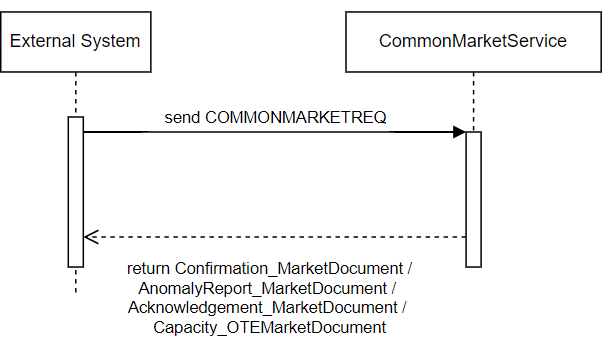 External System
CommonMarketService
send COMMONMARKETREQ
return Confirmation_MarketDocument /
AnomalyReport_MarketDocument /
Acknowledgement_MarketDocument /
Capacity_OTEMarketDocument